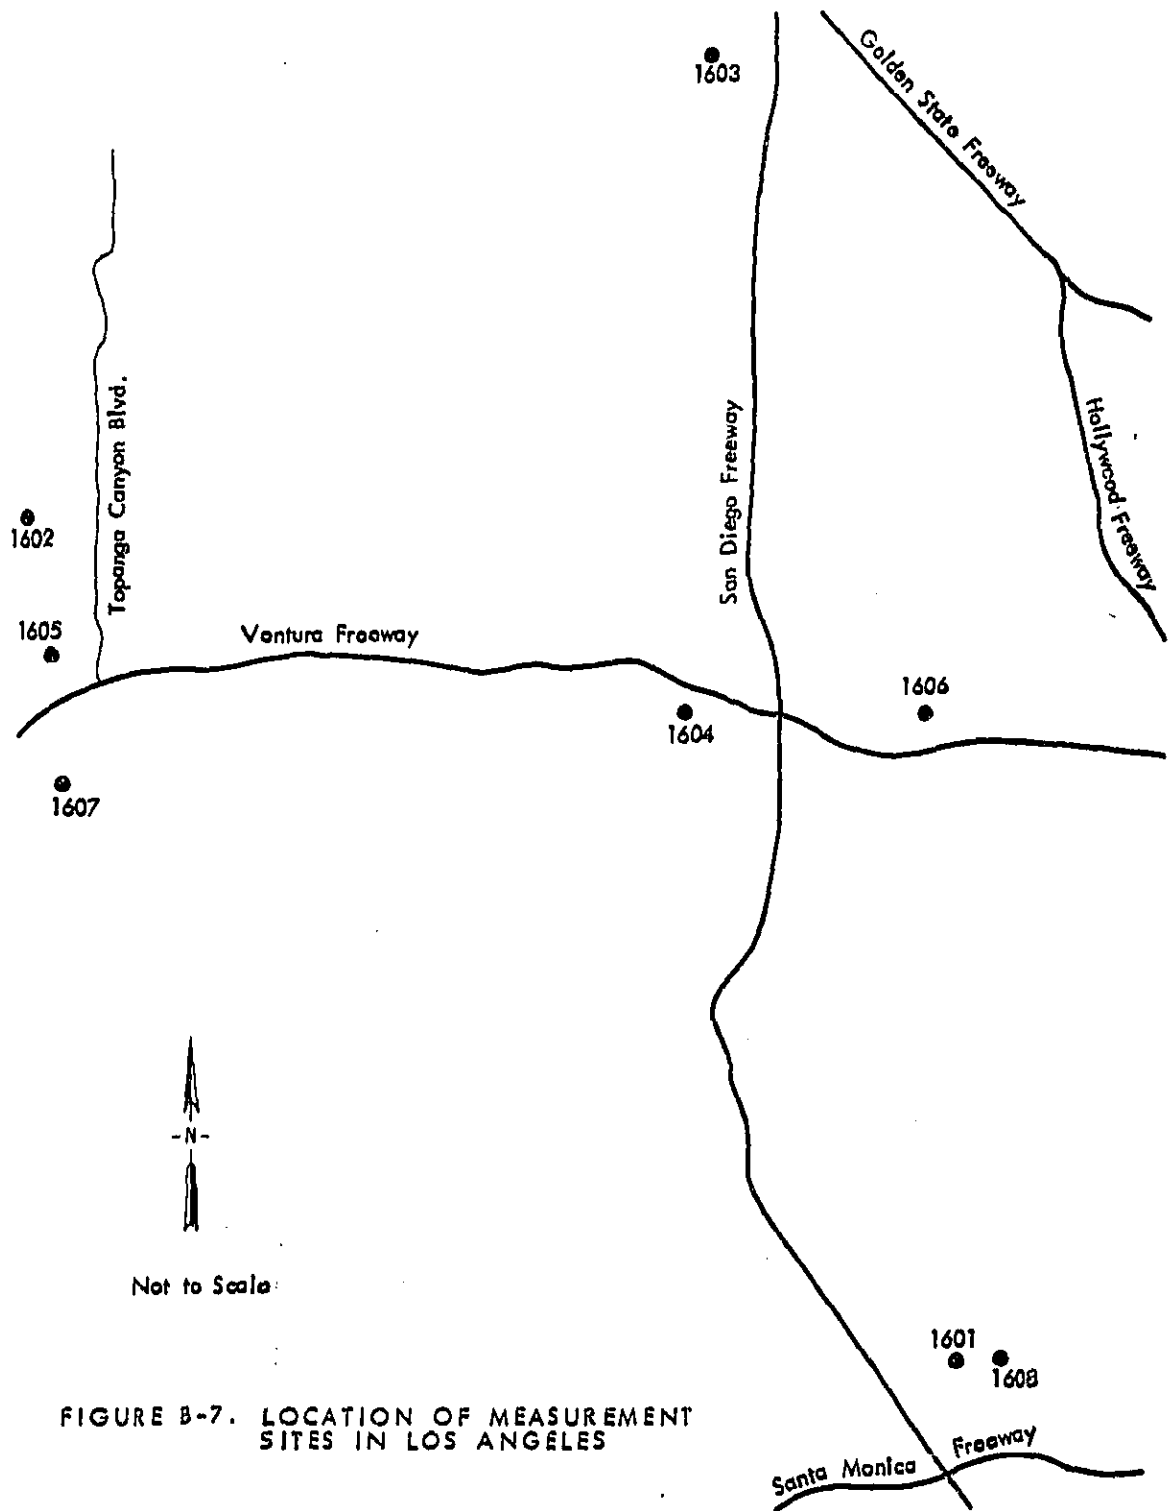 Golden State Freeway
1603
Topanga Canyon Blvd.
San Diego Freeway
Hollywood Freeway
1602
1605
Ventura Freeway
1606
1604
1607
-N-
Not to Scale
1601
1608
FIGURE B-7. LOCATION OF MEASUREMENT
SITES IN LOS ANGELES
Santa Monica Freeway